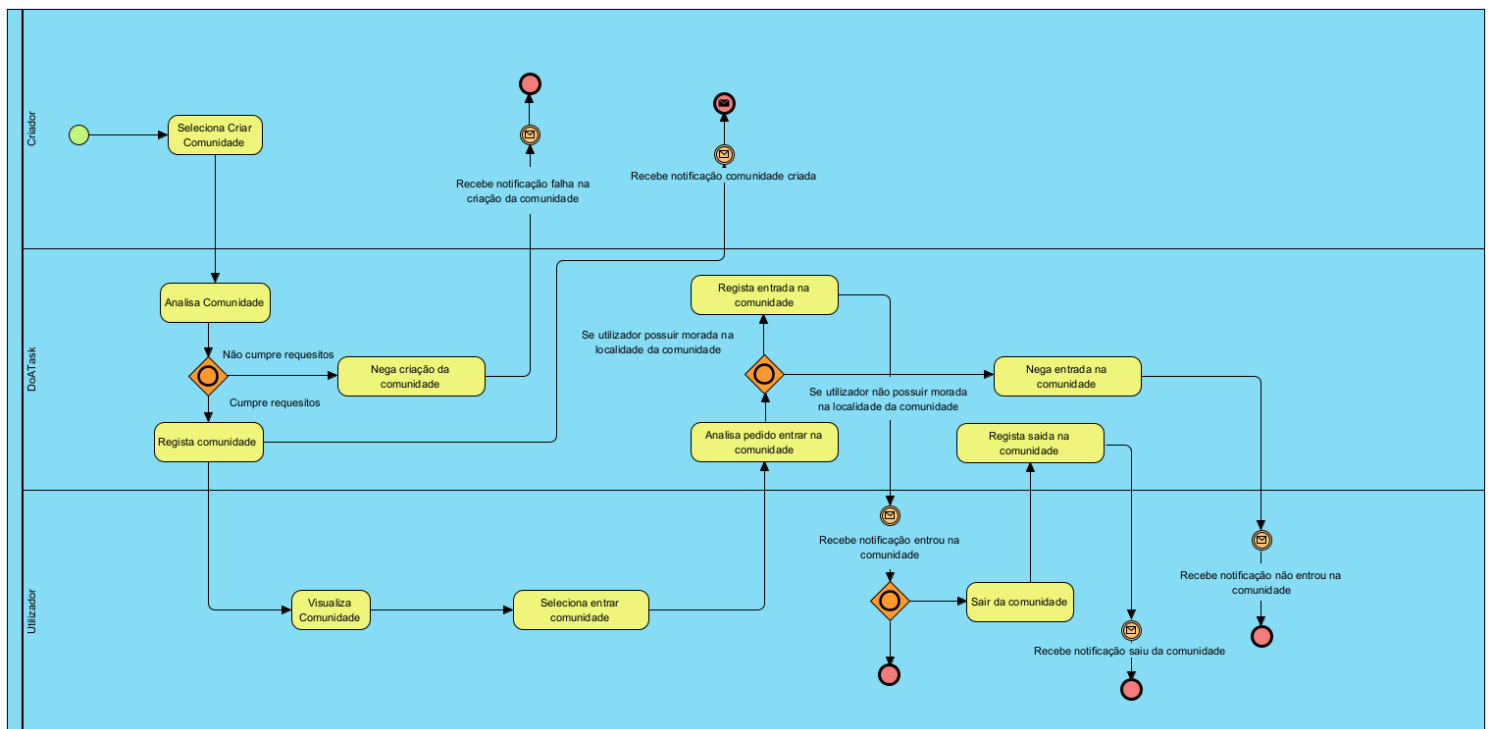 Criador
Seleciona Criar
Comunidade
Recebe notificação falha na
criação da comunidade
Recebe notificação comunidade criada
DoATask
Analisa Comunidade
Não cumpre requesitos
Nega criação da
comunidade
Cumpre requesitos
Regista comunidade
Regista entrada na
comunidade
Se utilizador possuir morada na
localidade da comunidade
Nega entrada na
comunidade
Se utilizador não possuir morada
na localidade da comunidade
Analisa pedido entrar na
comunidade
Regista saida na
comunidade
Utilizador
Visualiza
Comunidade
Seleciona entrar
comunidade
Recebe notificação entrou na
comunidade
Sair da comunidade
Recebe notificação saiu da comunidade
Recebe notificação não entrou na
comunidade